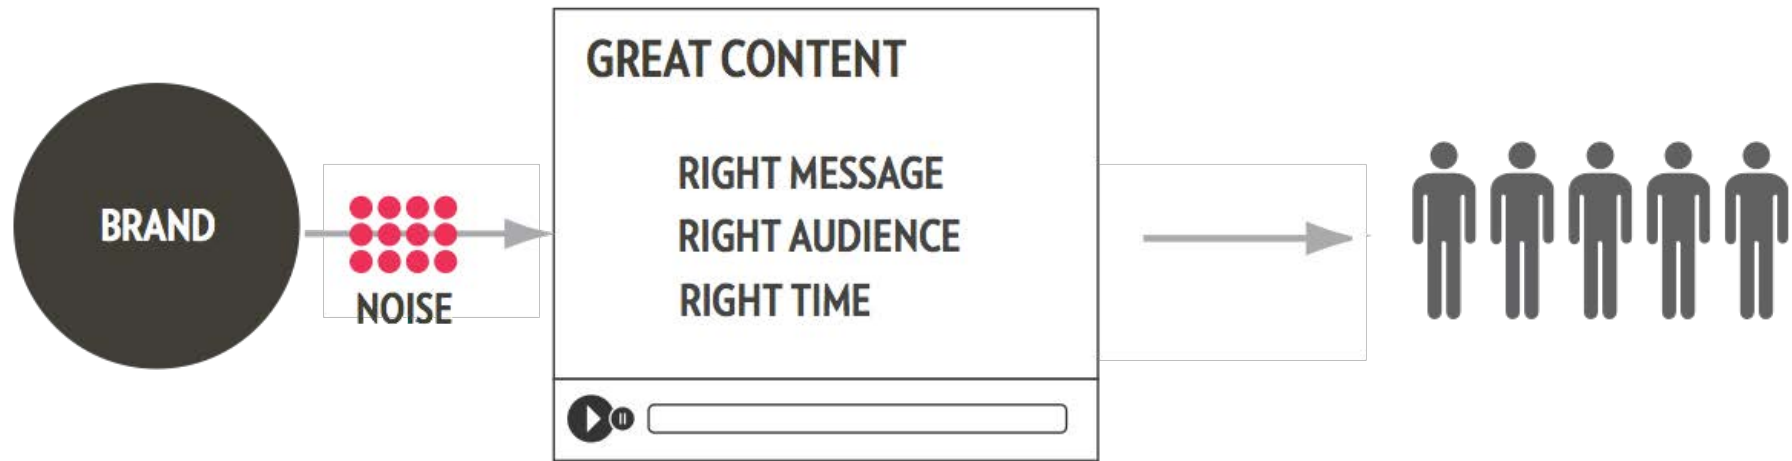 BRAND
NOISE
GREAT CONTENT
RIGHT MESSAGE
RIGHT AUDIENCE
RIGHT TIME